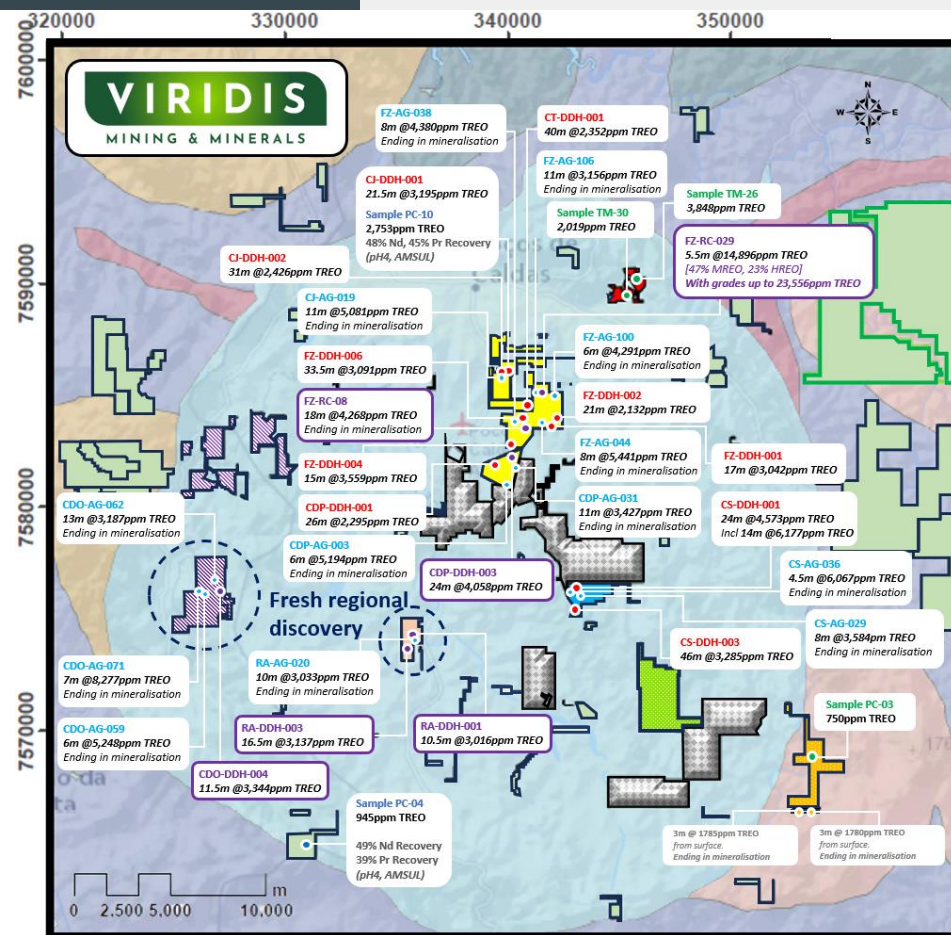 320000 330000 340000 350000
7600000
7590000
7580000
7570000
VIRIDIS
MINING & MINERALS
N
W E
S
FZ-AG-038
8m @4,380ppm TREO
Ending in mineralisation
CT-DDH-001
40m @2,352ppm TREO
CJ-DDH-001
21.5m @3,195ppm TREO
Sample PC-10
2,753ppm TREO
48% Nd, 45% Pr Recovery
(pH4, AMSUL)
FZ-AG-106
11m @3,156ppm TREO
Ending in mineralisation
Sample TM-30
2,019ppm TREO
Sample TM-26
3,848ppm TREO
FZ-RC-029
5.5m @14,896ppm TREO
[47% MREO, 23% HREO]
With grades up to 23,556ppm TREO
CJ-DDH-002
31m @2,426ppm TREO
de
Caldas
CJ-AG-019
11m @5,081ppm TREO
Ending in mineralisation
FZ-AG-100
6m @4,291ppm TREO
Ending in mineralisation
FZ-DDH-006
33.5m @3,091ppm TREO
FZ-DDH-002
21m @2,132ppm TREO
FZ-RC-08
18m @4,268ppm TREO
Ending in mineralisation
FZ-AG-044
8m @5,441ppm TREO
Ending in mineralisation
FZ-DDH-001
17m @3,042ppm TREO
FZ-DDH-004
15m @3,559ppm TREO
CDO-AG-062
13m @3,187ppm TREO
Ending in mineralisation
CDP-DDH-001
26m @2,295ppm TREO
CDP-AG-031
11m @3,427ppm TREO
Ending in mineralisation
CS-DDH-001
24m @4,573ppm TREO
Incl 14m @6,177ppm TREO
CDP-AG-003
6m @5,194ppm TREO
Ending in mineralisation
CDP-DDH-003
24m @4,058ppm TREO
CS-AG-036
4.5m @6,067ppm TREO
Ending in mineralisation
Fresh regional
discovery
CS-AG-029
8m @3,584pm TREO
Ending in mineralisation
CS-DDH-003
46m @3,285ppm TREO
CDO-AG-071
7m @8,277ppm TREO
Ending in mineralisation
RA-AG-020
10m @3,033ppm TREO
Ending in mineralisation
Sample PC-03
750ppm TREO
CDO-AG-059
6m @5,248ppm TREO
Ending in mineralisation
RA-DDH-003
16.5m @3,137ppm TREO
RA-DDH-001
10.5m @3,016ppm TREO
CDO-DDH-004
11.5m @3,344ppm TREO
Sample PC-04
945ppm TREO
49% Nd Recovery
39% Pr Recovery
(pH4, AMSUL)
3m @ 1785ppm TREO
from surface.
Ending in mineralisation
3m @ 1780ppm TREO
from surface.
Ending in mineralisation
m
0 2.500 5.000 10.000